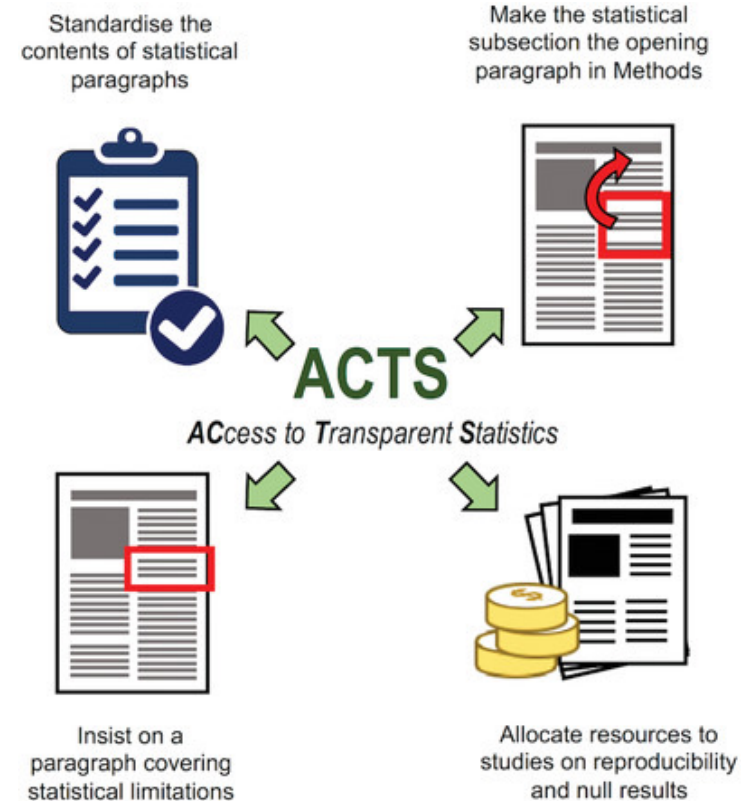 Standardise the
contents of statistical
paragraphs
Make the statistical
subsection the opening
paragraph in Methods
ACTS
ACcess to Transparent Statistics
Insist on a
paragraph covering
statistical limitations
Allocate resources to
studies on reproducibility
and null results